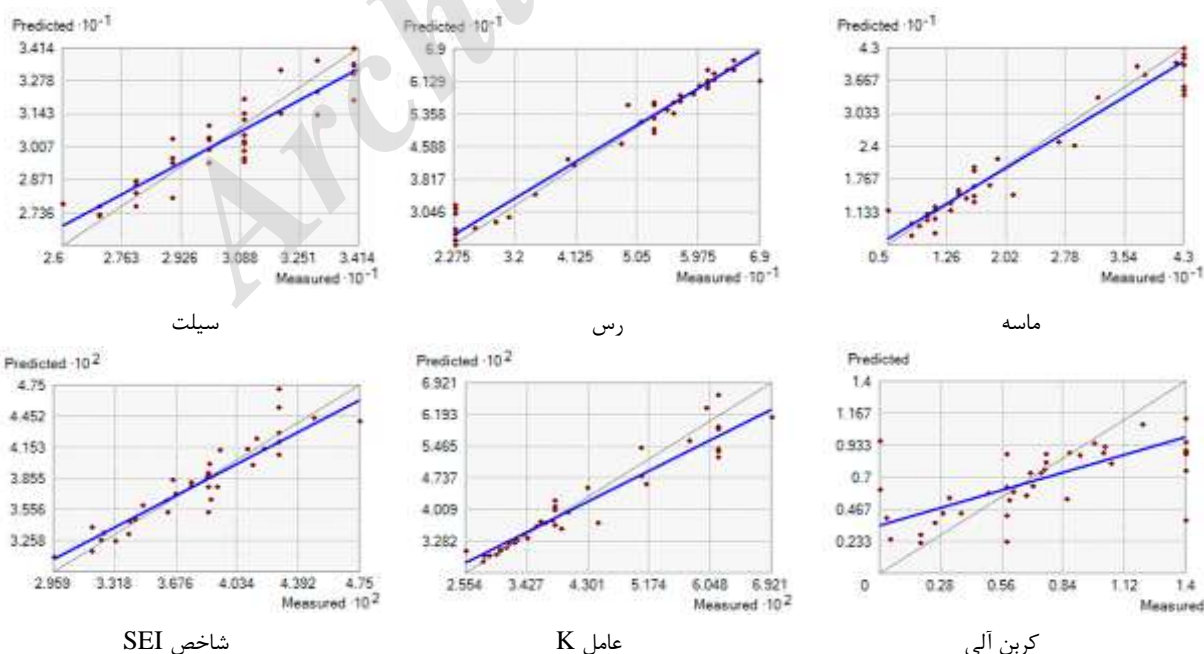 Predicted ·10-1
3.414
3.278
3.143
3.007
2.871
2.736
2.6 2.763 2.926 3.088 3.251 3.414
Measured ·10-1
سیلت
Predicted ·10-1
6.9
6.129
5.358
4.588
3.817
3.046
2.275 3.2 4.125 5.05 5.975 6.9
Measured ·10-1
رس
Predicted ·10-1
4.3
3.667
3.033
2.4
1.767
1.133
0.5 1.26 2.02 2.78 3.54 4.3
Measured ·10-1
ماسه
Predicted ·10 2
4.75
4.452
4.153
3.855
3.556
3.258
2.959 3.318 3.676 4.034 4.392 4.75
Measured ·10 2
شاخص SEI
Predicted ·10 2
6.921
6.193
5.465
4.737
4.009
3.282
2.554 3.427 4.301 5.174 6.048 6.921
Measured ·10 2
عامل K
Predicted
1.4
1.167
0.933
0.7
0.467
0.233
0 0.28 0.56 0.84 1.12 1.4
Measured
کربن آلی